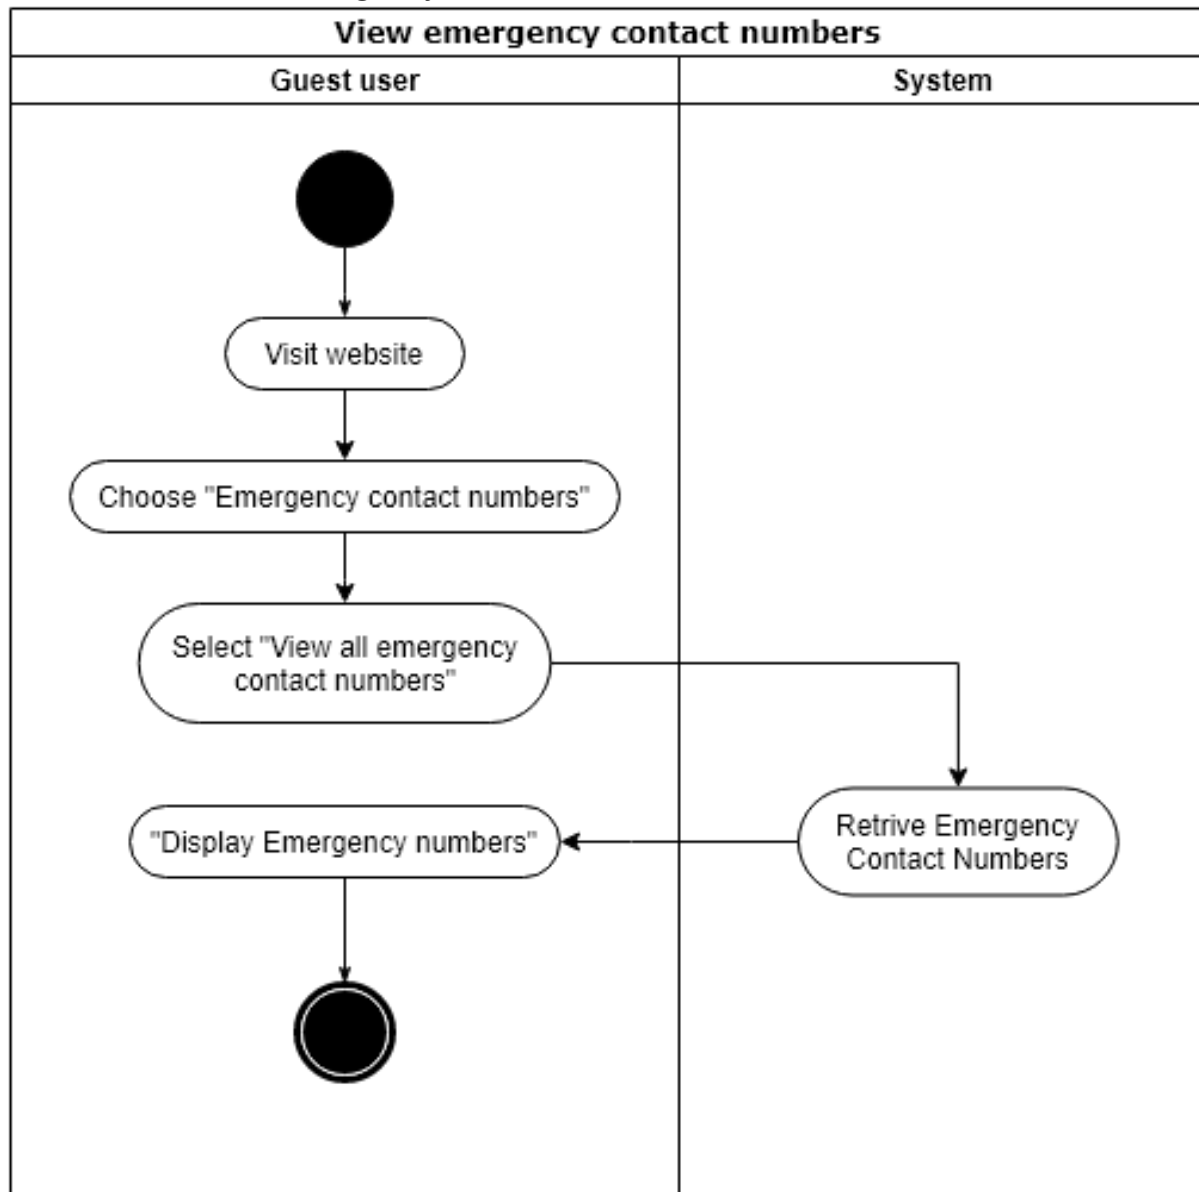 View emergency contact numbers
Guest user
System
Visit website
Choose "Emergency contact numbers"
Select "View all emergency
contact numbers"
"Display Emergency numbers"
Retrive Emergency
Contact Numbers